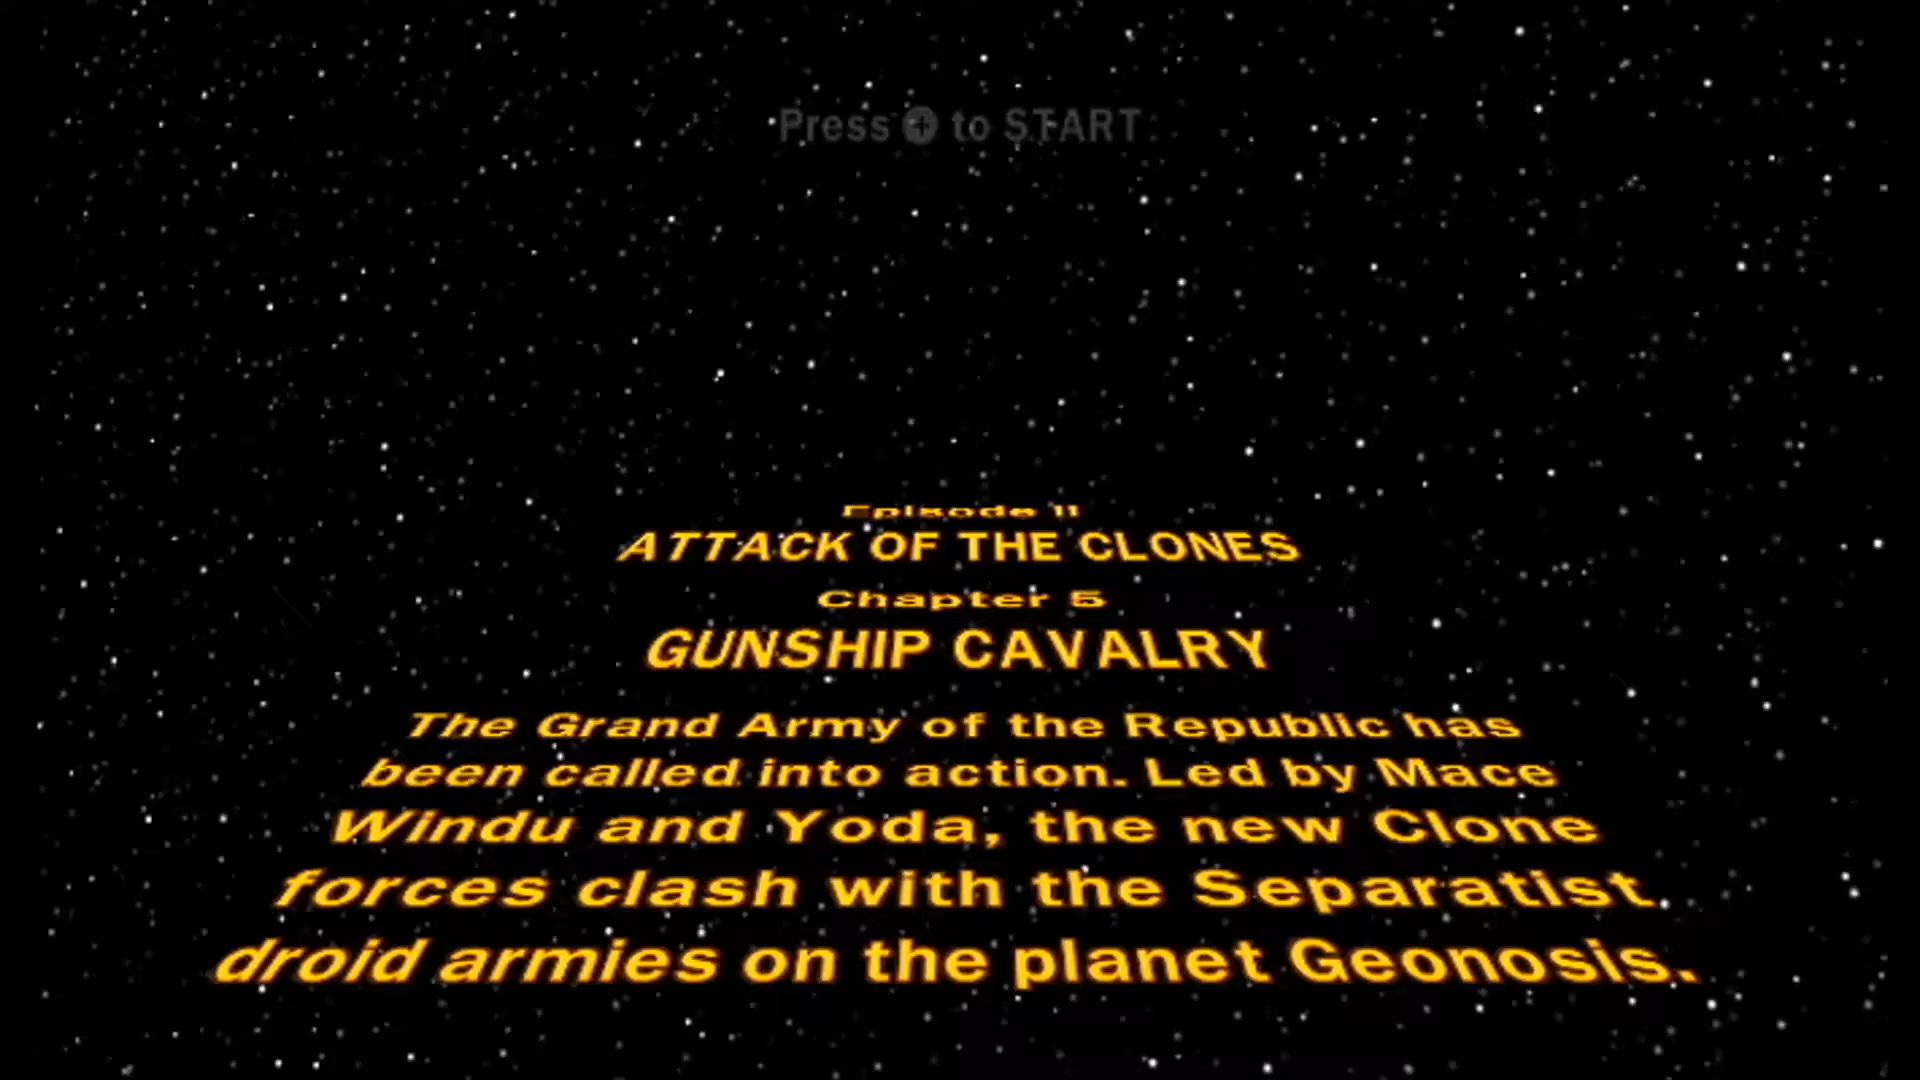 Press + to START
Episode II
ATTACK OF THE CLONES
Chapter 5
GUNSHIP CAVALRY
The Grand Army of the Republic has
been called into action. Led by Mace
Windu and Yoda, the new Clone
forces clash with the Separatist
droid armies on the planet Geonosis.